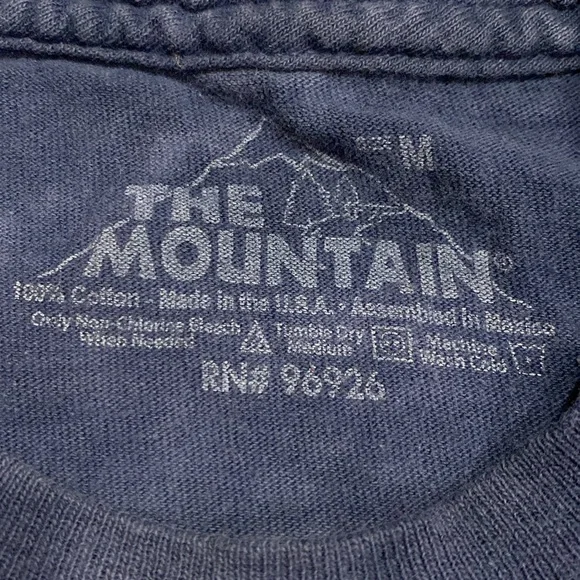 M
THE
MOUNTAIN®
100% Cotton - Made in the U.S.A. • Assembled in Mexico
Only Non-Chlorine Bleach When Needed
Tumble Dry Medium
Machine Wash Cold
RN# 96926